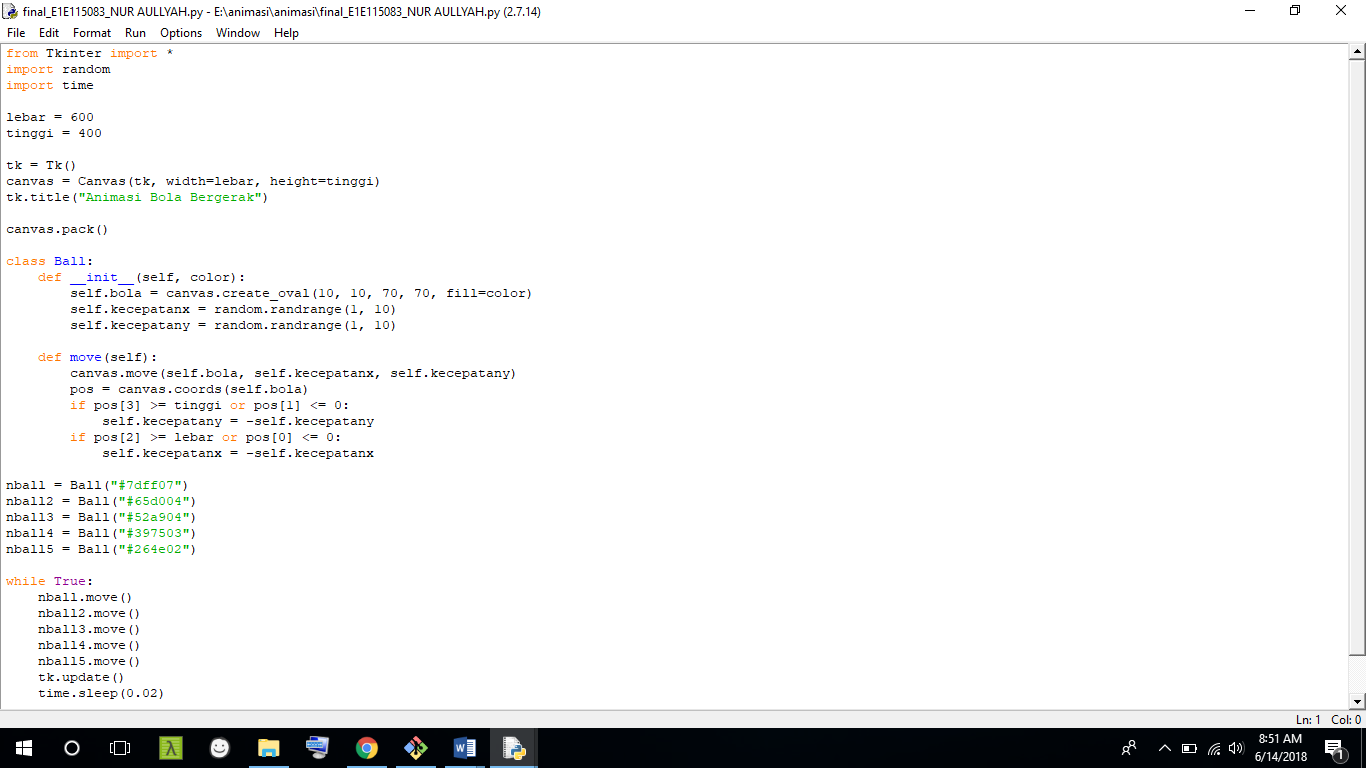 final_E1E115083_NUR AULLYAH.py - E:\animasi\animasi\final_E1E115083_NUR AULLYAH.py (2.7.14)
File Edit Format Run Options Window Help
from Tkinter import *
import random
import time

lebar = 600
tinggi = 400

tk = Tk()
canvas = Canvas(tk, width=lebar, height=tinggi)
tk.title("Animasi Bola Bergerak")

canvas.pack()

class Ball:
    def __init__(self, color):
        self.bola = canvas.create_oval(10, 10, 70, 70, fill=color)
        self.kecepatanx = random.randrange(1, 10)
        self.kecepatany = random.randrange(1, 10)

    def move(self):
        canvas.move(self.bola, self.kecepatanx, self.kecepatany)
        pos = canvas.coords(self.bola)
        if pos[3] >= tinggi or pos[1] <= 0:
            self.kecepatany = -self.kecepatany
        if pos[2] >= lebar or pos[0] <= 0:
            self.kecepatanx = -self.kecepatanx

nball = Ball("#7dff07")
nball2 = Ball("#65d004")
nball3 = Ball("#52a904")
nball4 = Ball("#397503")
nball5 = Ball("#264e02")

while True:
    nball.move()
    nball2.move()
    nball3.move()
    nball4.move()
    nball5.move()
    tk.update()
    time.sleep(0.02)
Ln: 1 Col: 0
8:51 AM
6/14/2018
1